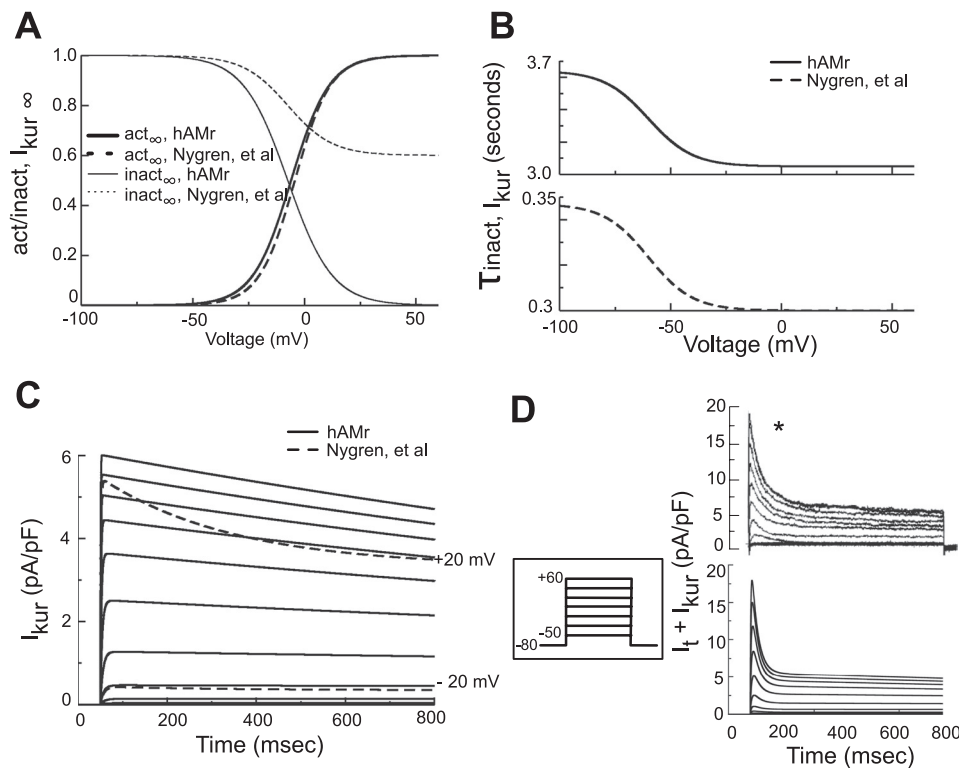 A
1.0
0.8
0.6
0.4
0.2
0
act/inact, Ikur ∞
act∞, hAMr
act∞, Nygren, et al
inact∞, hAMr
inact∞, Nygren, et al
-100
-50
0
50
Voltage (mV)
B
hAMr
Nygren, et al
3.7
3.0
0.35
0.3
τinact, Ikur (seconds)
-100
-50
0
50
Voltage (mV)
C
hAMr
Nygren, et al
6
4
2
0
Ikur (pA/pF)
+20 mV
- 20 mV
0
200
400
600
800
Time (msec)
D
20
15
10
5
0
*
+60
-50
-80
20
15
10
5
0
It + Ikur (pA/pF)
0
200
400
600
800
Time (msec)